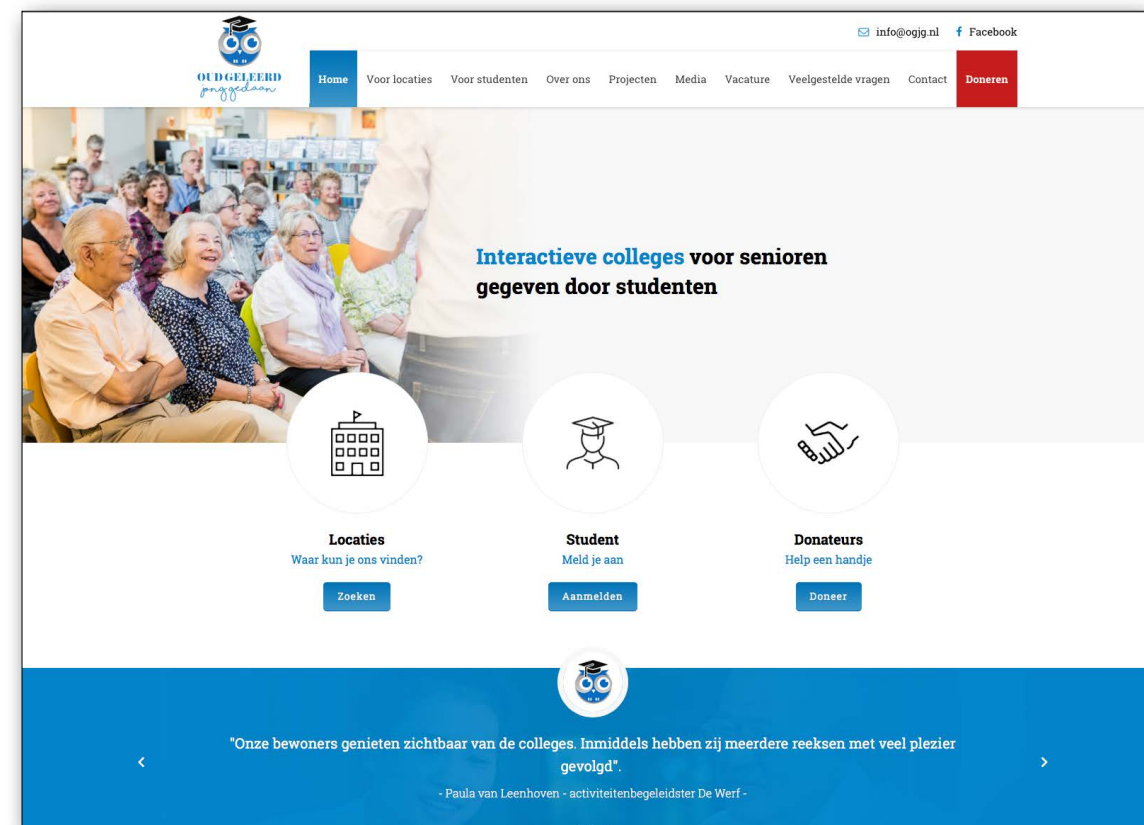 info@ogjg.nl Facebook
OUD GELEERD
jong gedaan
Home Voor locaties Voor studenten Over ons Projecten Media Vacature Veelgestelde vragen Contact Doneren
Interactieve colleges voor senioren
gegeven door studenten
Locaties Student Donateurs
Waar kun je ons vinden? Meld je aan Help een handje
Zoeken Aanmelden Doneer
"Onze bewoners genieten zichtbaar van de colleges. Inmiddels hebben zij meerdere reeksen met veel plezier
gevolgd".
- Paula van Leenhoven - activiteitenbegeleidster De Werf -